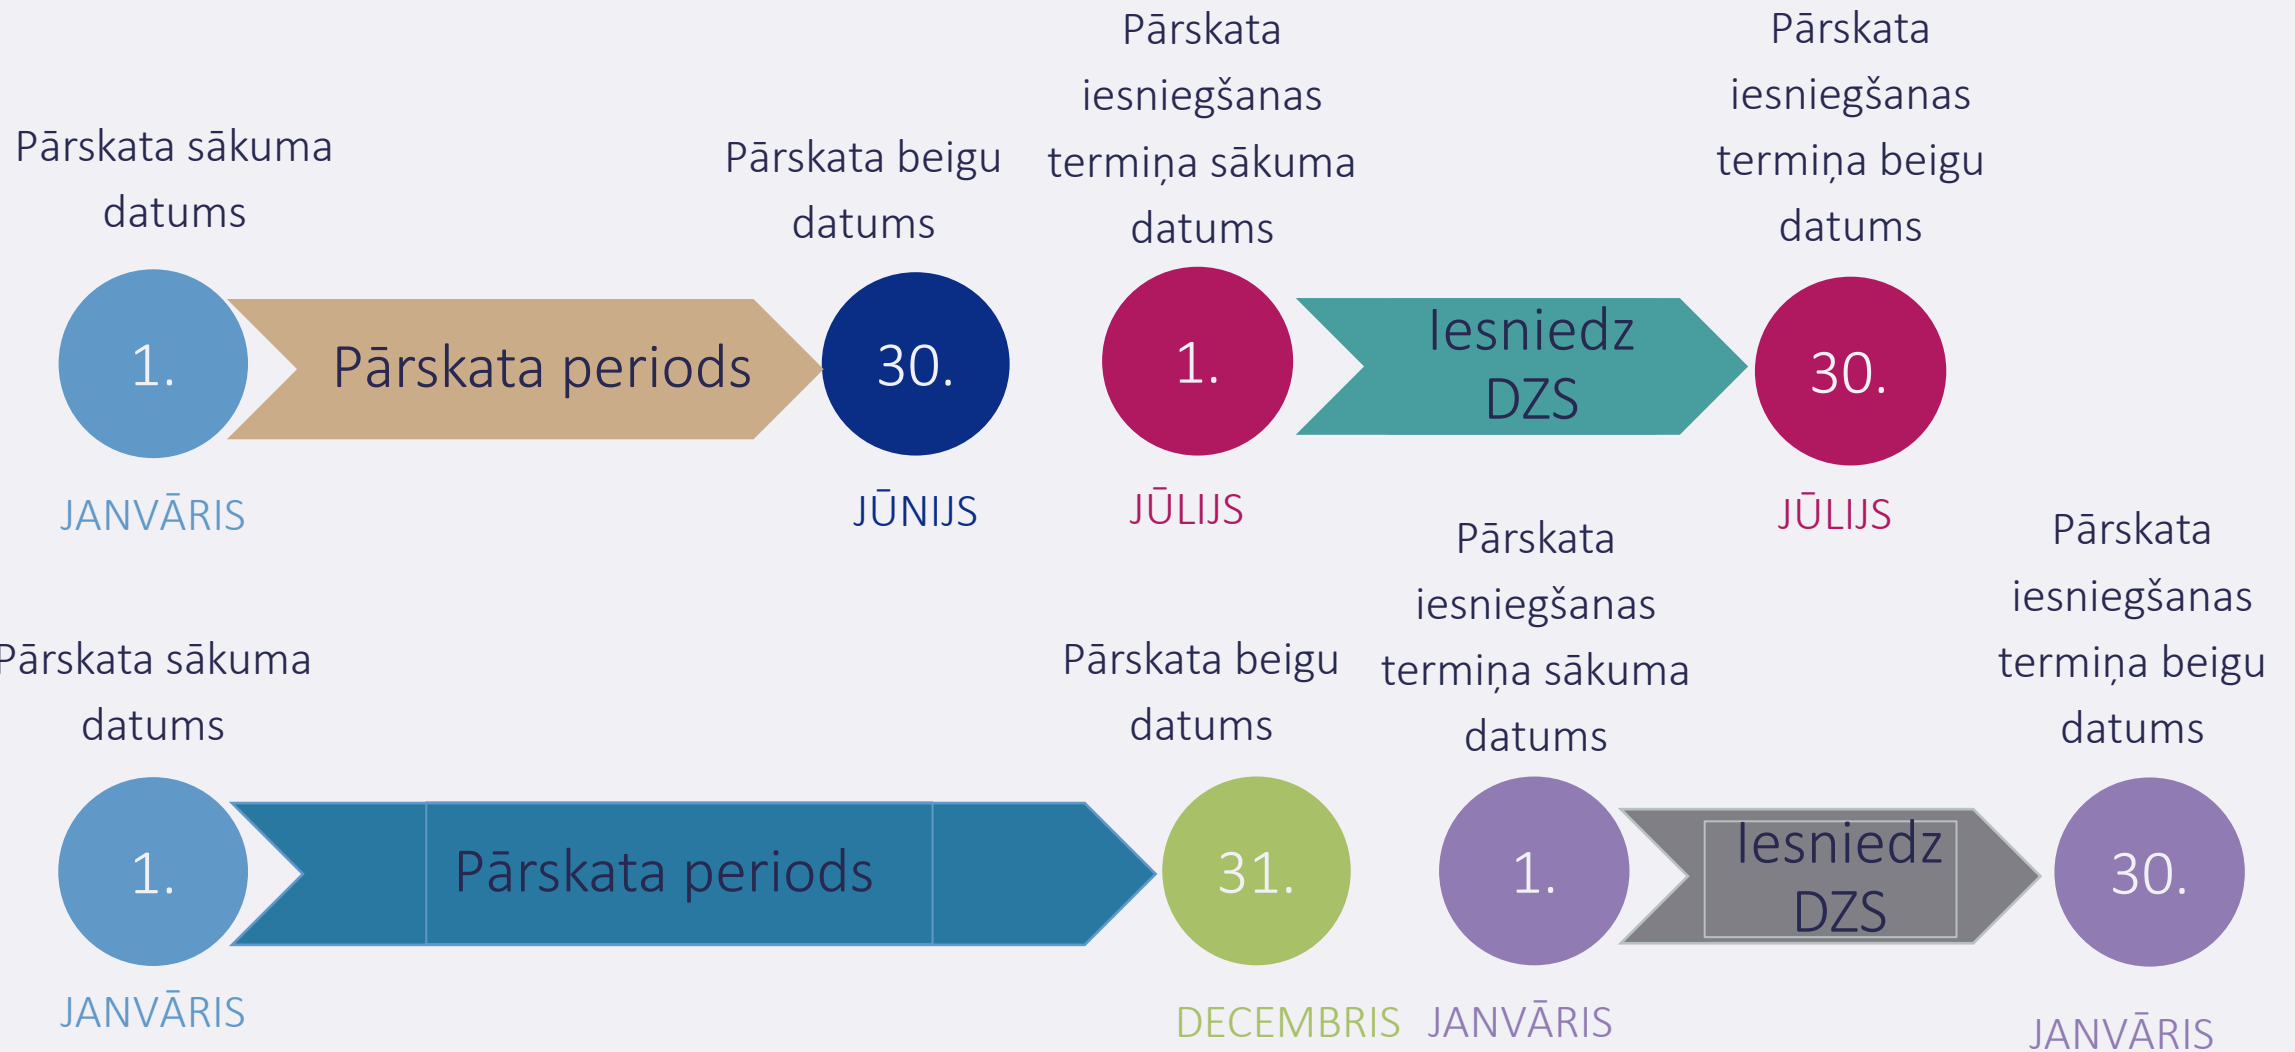 Pārskata sākuma
datums
Pārskata beigu
datums
Pārskata
iesniegšanas
termiņa sākuma
datums
Pārskata
iesniegšanas
termiņa beigu
datums
1.
Pārskata periods
30.
1.
Iesniedz
DZS
30.
JANVĀRIS
JŪNIJS
JŪLIJS
JŪLIJS
Pārskata sākuma
datums
Pārskata beigu
datums
Pārskata
iesniegšanas
termiņa sākuma
datums
Pārskata
iesniegšanas
termiņa beigu
datums
1.
Pārskata periods
31.
1.
Iesniedz
DZS
30.
JANVĀRIS
DECEMBRIS
JANVĀRIS
JANVĀRIS